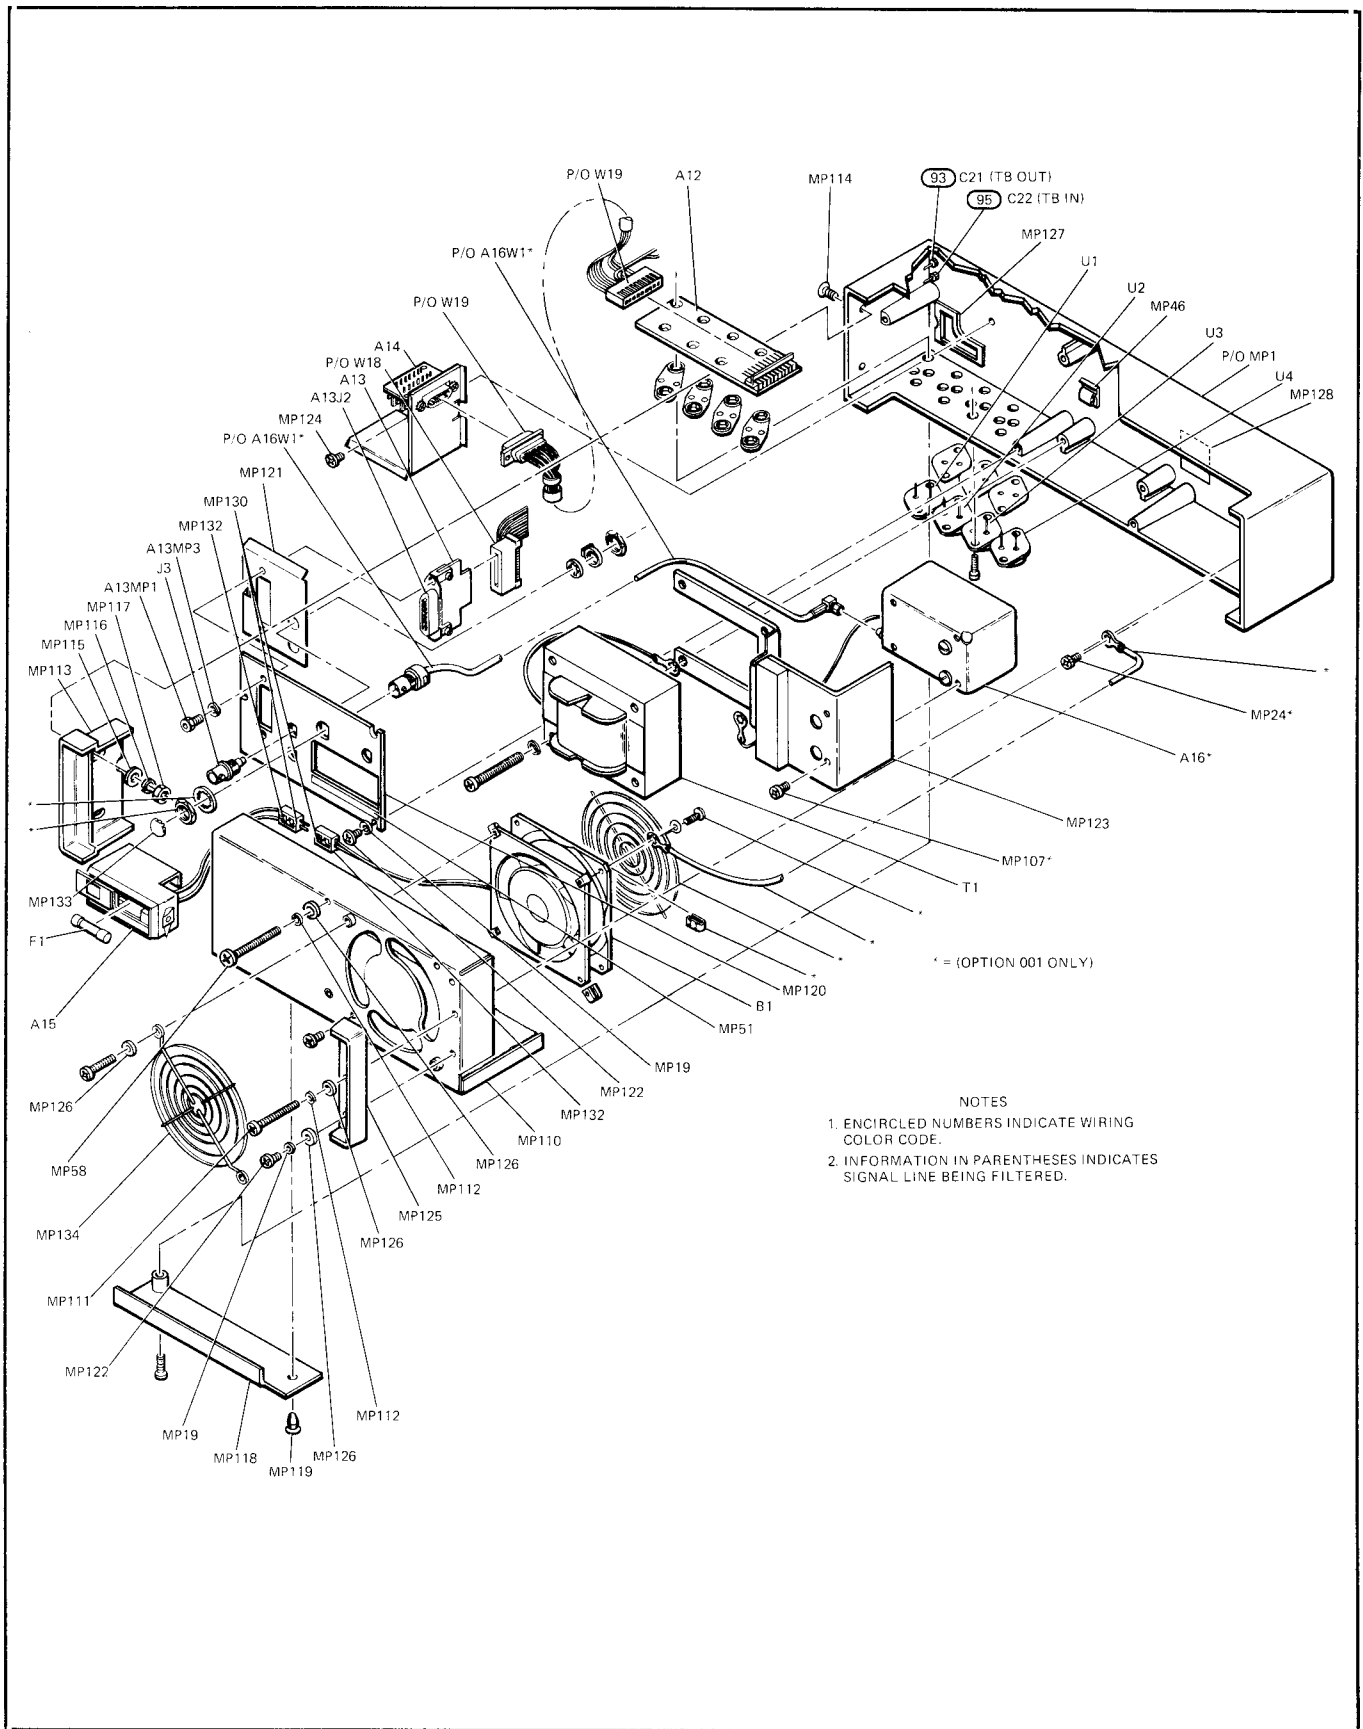 P/O W19
A12
MP114
93 C21 (TB OUT)
95 C22 (TB IN)
MP127
U1
U2
MP46
U3
P/O MP1
U4
MP128
P/O A16W1*
P/O W19
A14
P/O W18
A13
A13J2
MP124
P/O A16W1*
MP121
MP130
MP132
A13MP3
J3
A13MP1
MP117
MP116
MP115
MP113
*
*
*
MP24*
A16*
MP123
MP107*
T1
*
*
*
*
MP133
F1
A15
* = (OPTION 001 ONLY)
MP120
B1
MP51
MP19
MP122
MP132
MP110
MP126
MP112
MP125
MP126
MP126
MP58
MP134
MP111
MP122
MP19
MP118
MP119
MP126
MP112
NOTES
1. ENCIRCLED NUMBERS INDICATE WIRING
COLOR CODE.
2. INFORMATION IN PARENTHESES INDICATES
SIGNAL LINE BEING FILTERED.